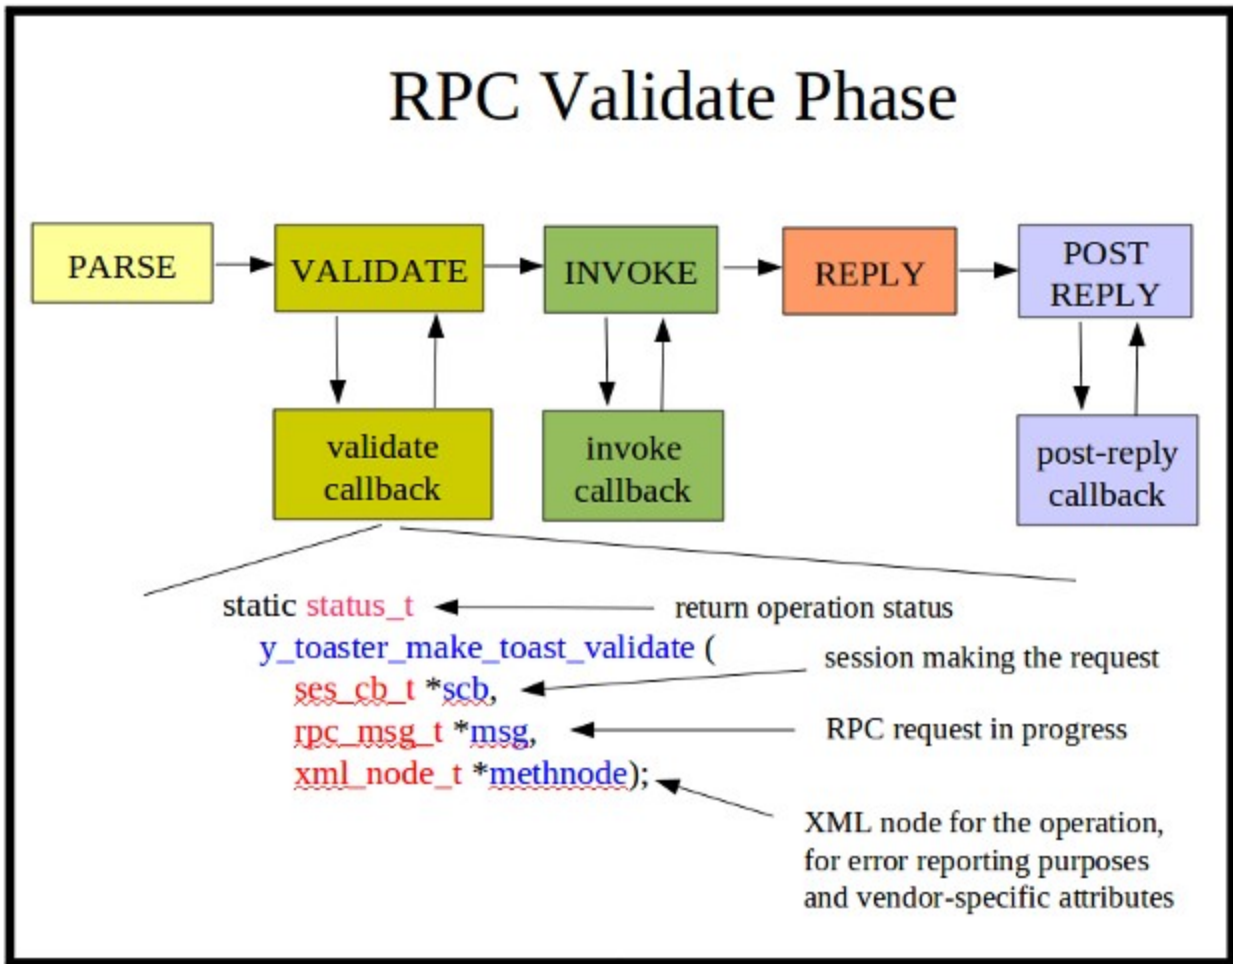 RPC Validate Phase
PARSE
VALIDATE
INVOKE
REPLY
POST
REPLY
validate
callback
invoke
callback
post-reply
callback
static status_t
return operation status
y_toaster_make_toast_validate (
session making the request
ses_cb_t *scb,
rpc_msg_t *msg,
RPC request in progress
xml_node_t *methnode);
XML node for the operation,
for error reporting purposes
and vendor-specific attributes